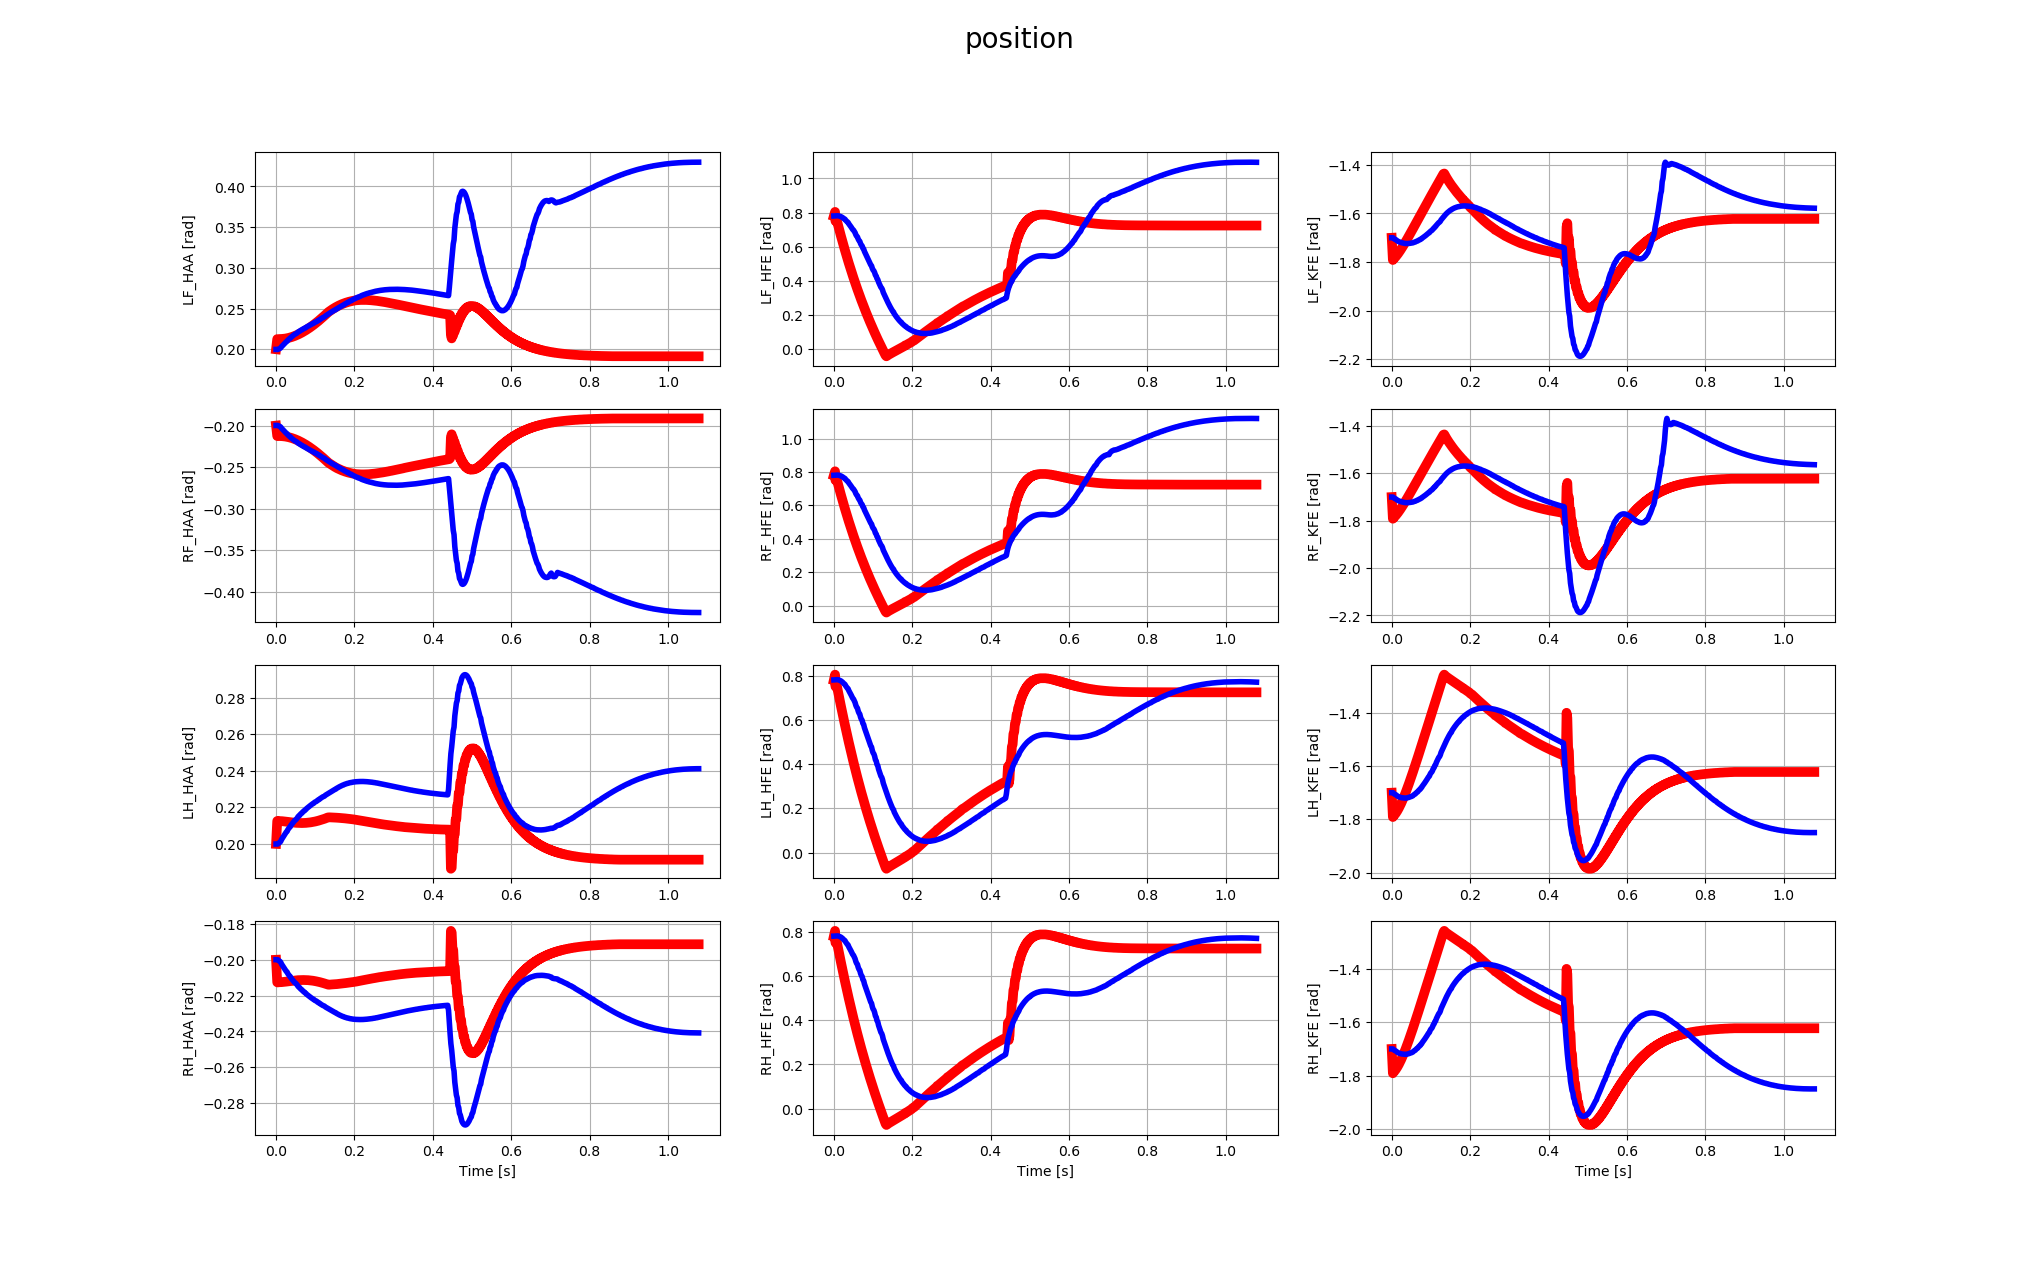 position
LF_HAA [rad]
0.40
0.35
0.30
0.25
0.20
0.0 0.2 0.4 0.6 0.8 1.0
LF_HFE [rad]
1.0
0.8
0.6
0.4
0.2
0.0
0.0 0.2 0.4 0.6 0.8 1.0
LF_KFE [rad]
−1.4
−1.6
−1.8
−2.0
−2.2
0.0 0.2 0.4 0.6 0.8 1.0
RF_HAA [rad]
−0.20
−0.25
−0.30
−0.35
−0.40
0.0 0.2 0.4 0.6 0.8 1.0
RF_HFE [rad]
1.0
0.8
0.6
0.4
0.2
0.0
0.0 0.2 0.4 0.6 0.8 1.0
RF_KFE [rad]
−1.4
−1.6
−1.8
−2.0
−2.2
0.0 0.2 0.4 0.6 0.8 1.0
LH_HAA [rad]
0.28
0.26
0.24
0.22
0.20
0.0 0.2 0.4 0.6 0.8 1.0
LH_HFE [rad]
0.8
0.6
0.4
0.2
0.0
0.0 0.2 0.4 0.6 0.8 1.0
LH_KFE [rad]
−1.4
−1.6
−1.8
−2.0
0.0 0.2 0.4 0.6 0.8 1.0
RH_HAA [rad]
−0.18
−0.20
−0.22
−0.24
−0.26
−0.28
0.0 0.2 0.4 0.6 0.8 1.0
Time [s]
RH_HFE [rad]
0.8
0.6
0.4
0.2
0.0
0.0 0.2 0.4 0.6 0.8 1.0
Time [s]
RH_KFE [rad]
−1.4
−1.6
−1.8
−2.0
0.0 0.2 0.4 0.6 0.8 1.0
Time [s]